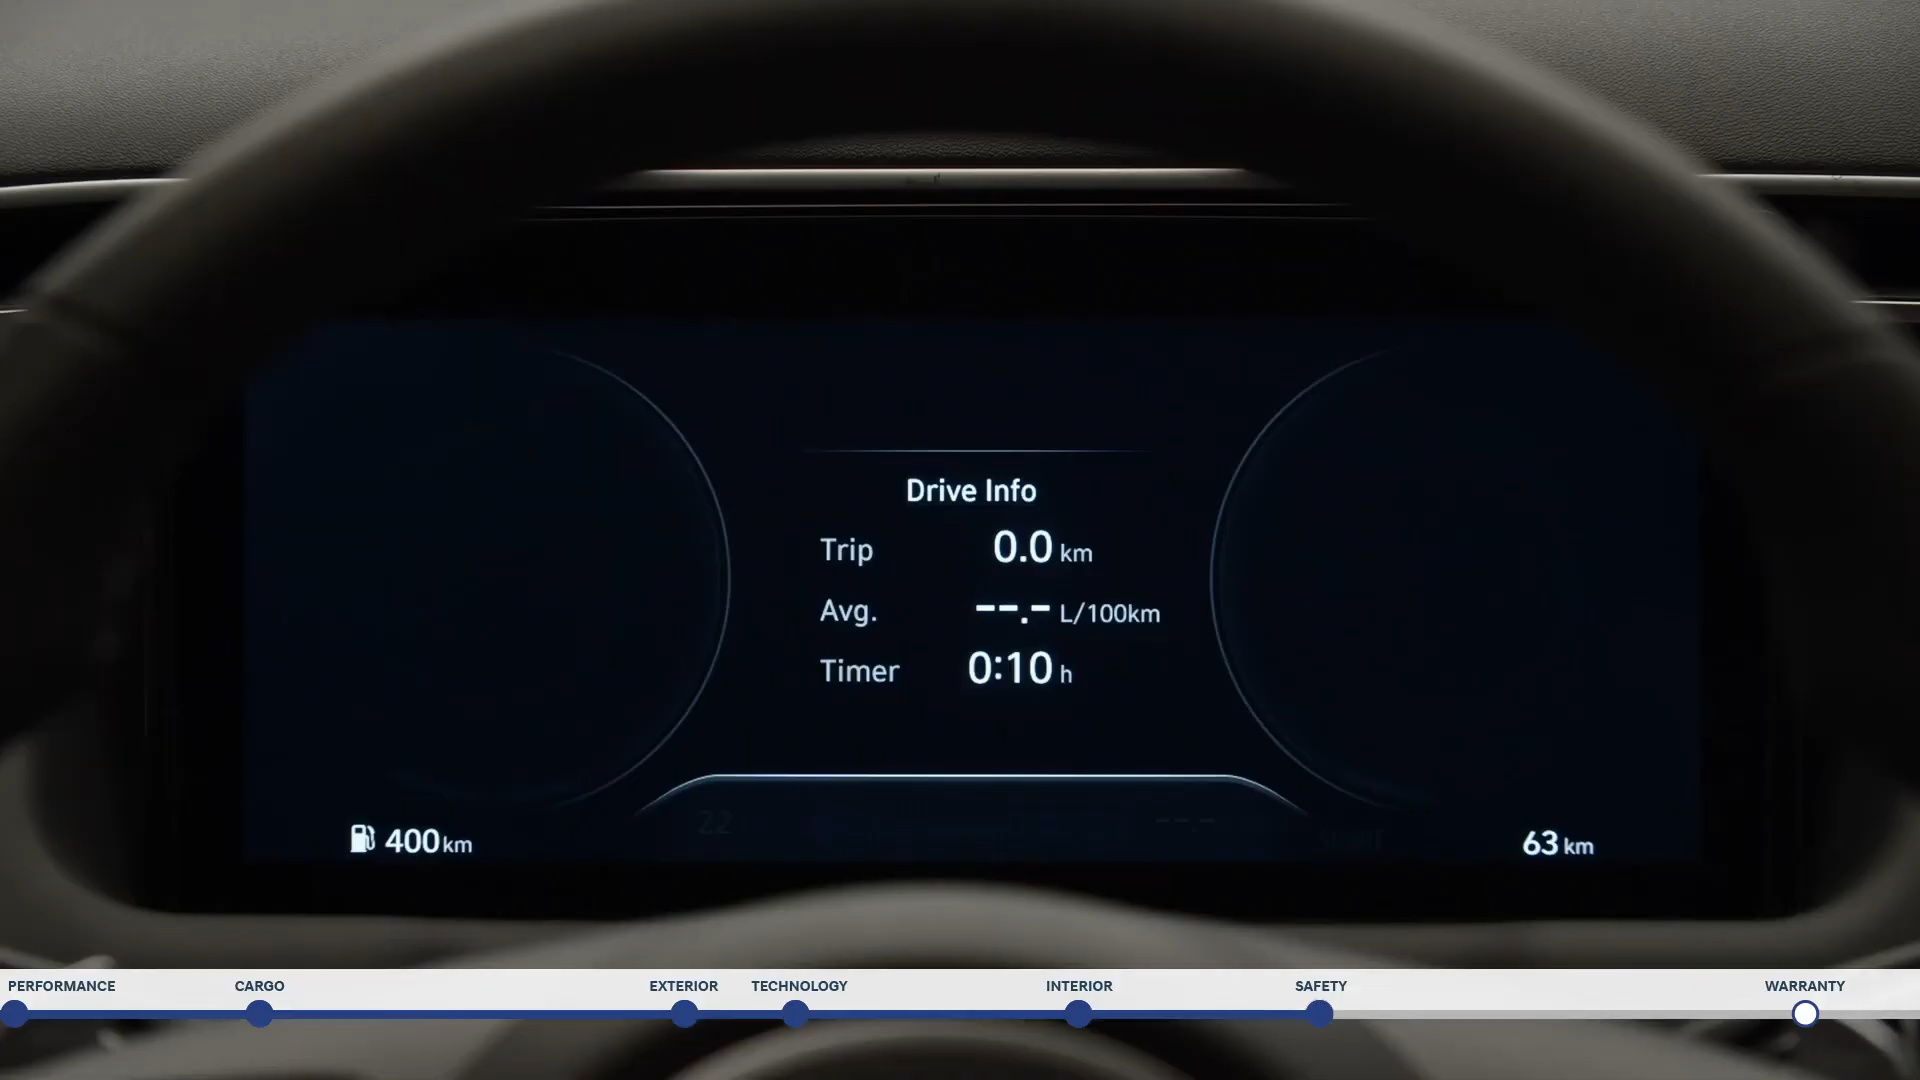 Drive Info
Trip 0.0 km
Avg. --.- L/100km
Timer 0:10 h
22
400 km
63 km
PERFORMANCE CARGO EXTERIOR TECHNOLOGY INTERIOR SAFETY WARRANTY